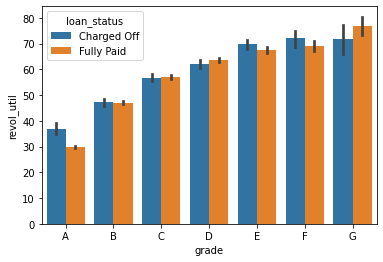 loan_status
Charged Off
Fully Paid
revol_util
80
70
60
50
40
30
20
10
0
A B C D E F G
grade